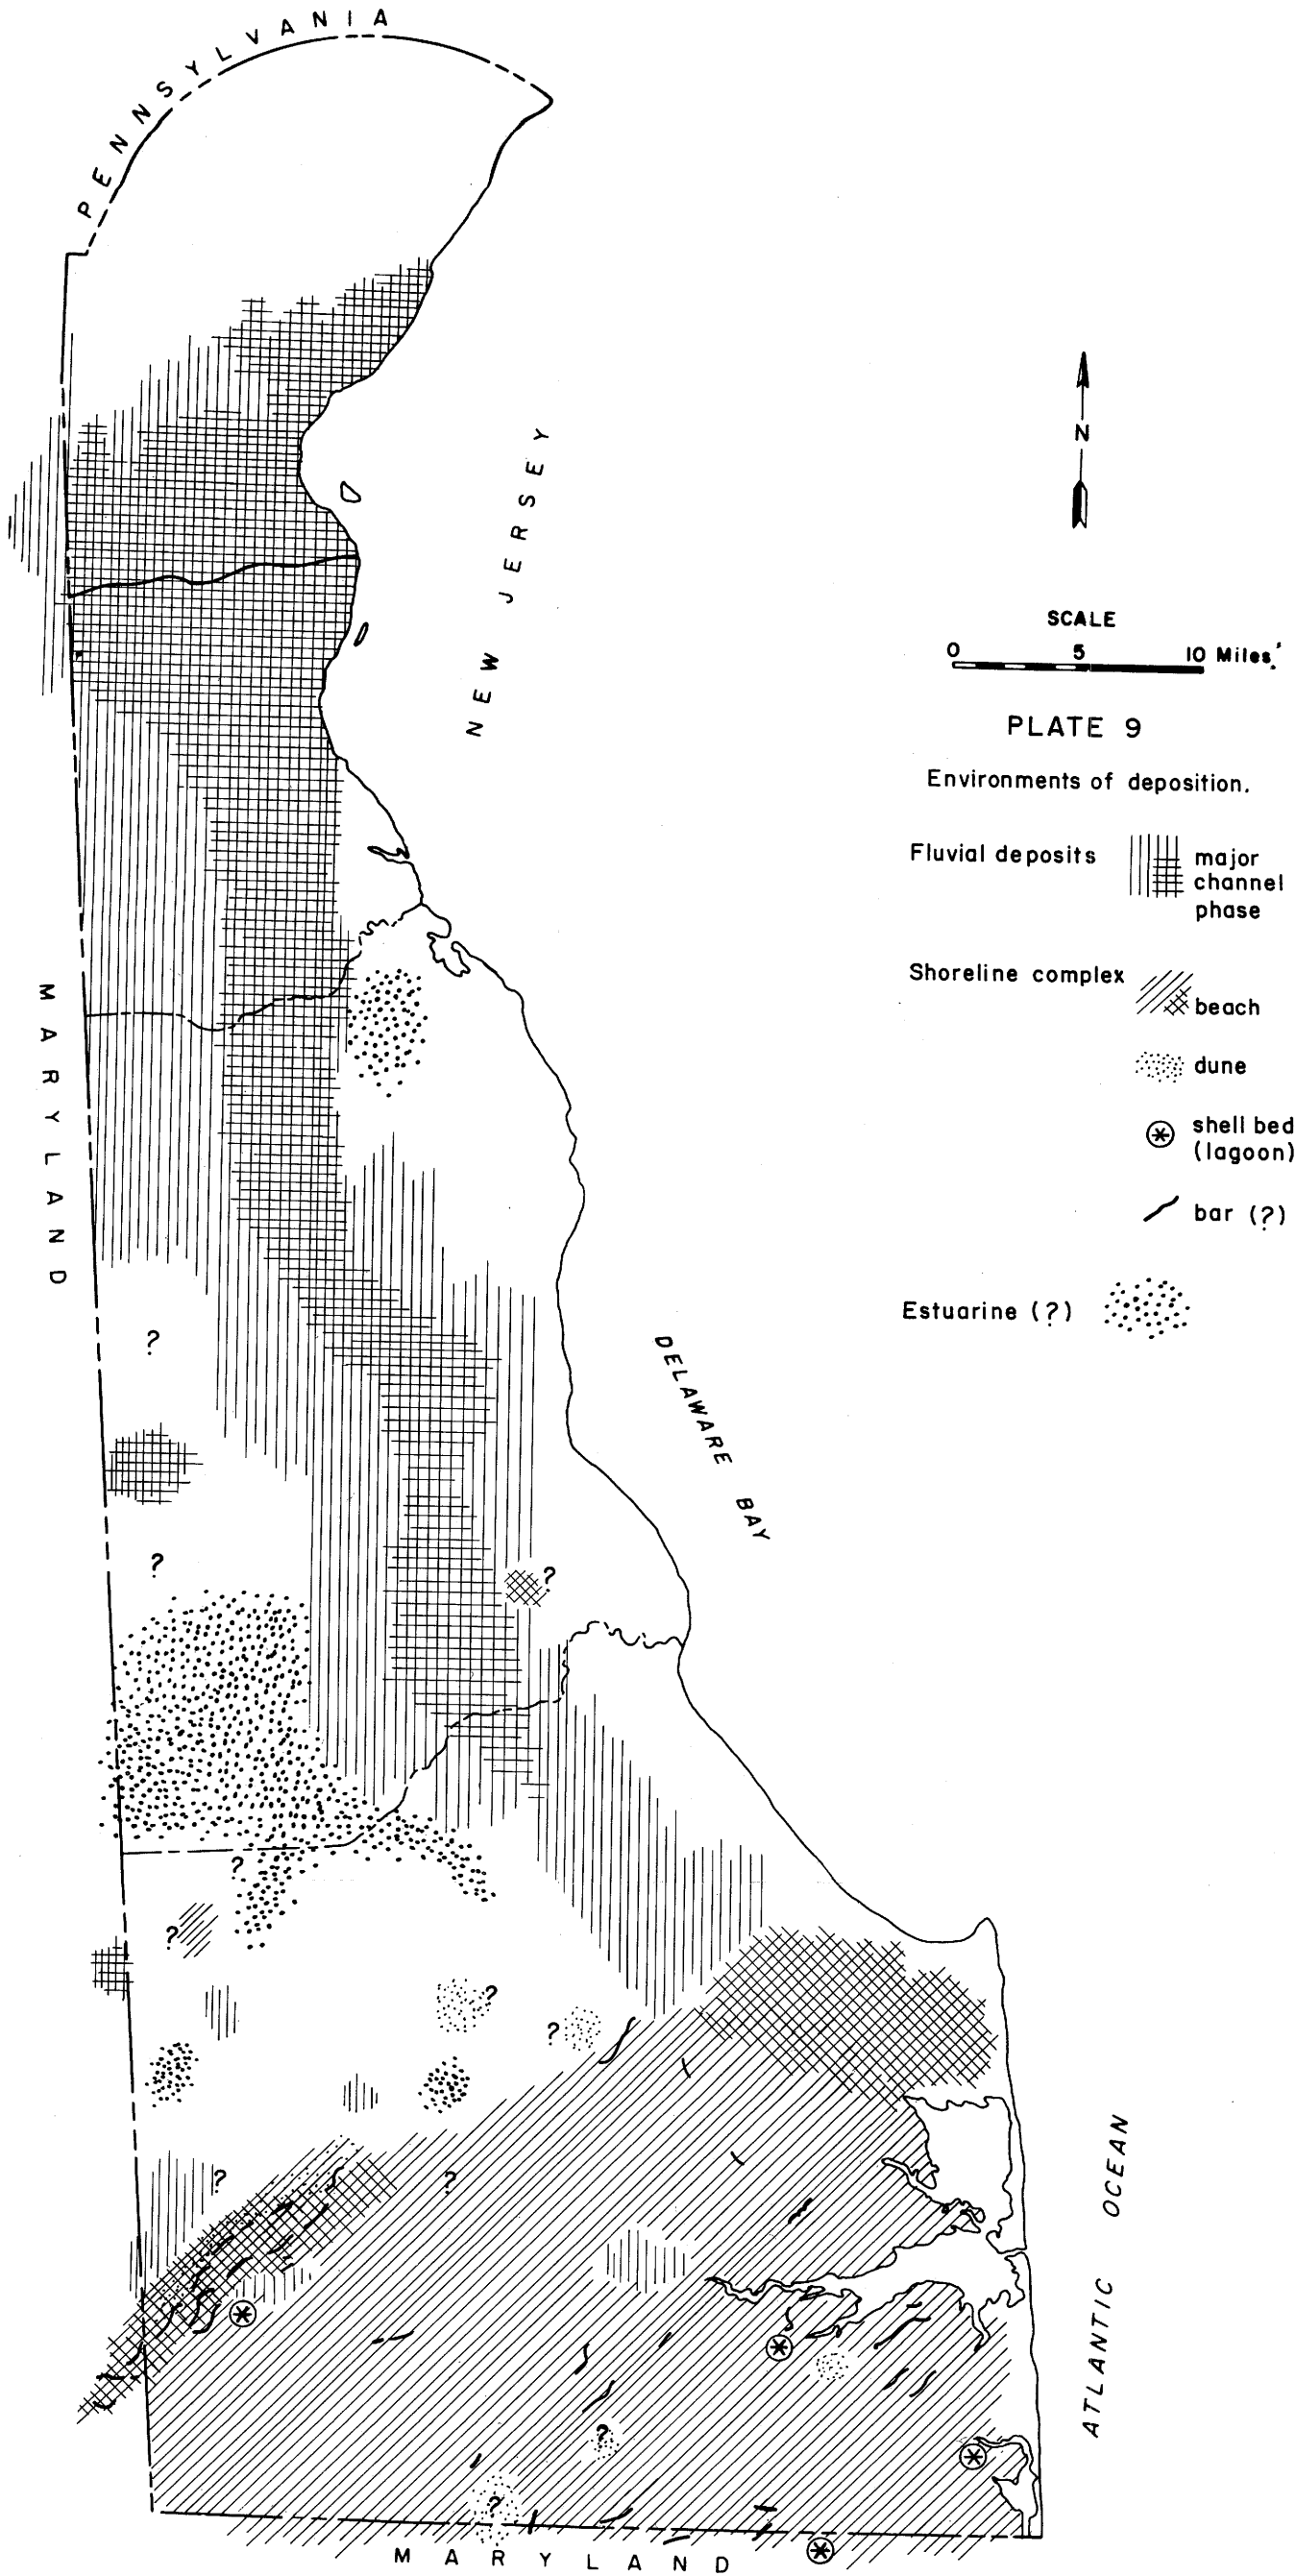 PENNSYLVANIA
NEW JERSEY
N
SCALE
0 5 10 Miles
PLATE 9
Environments of deposition.
Fluvial deposits
major
channel
phase
Shoreline complex
beach
dune
shell bed
(lagoon)
bar (?)
Estuarine (?)
MARYLAND
DELAWARE BAY
?
?
?
?
?
?
?
?
?
?
?
ATLANTIC OCEAN
MARYLAND